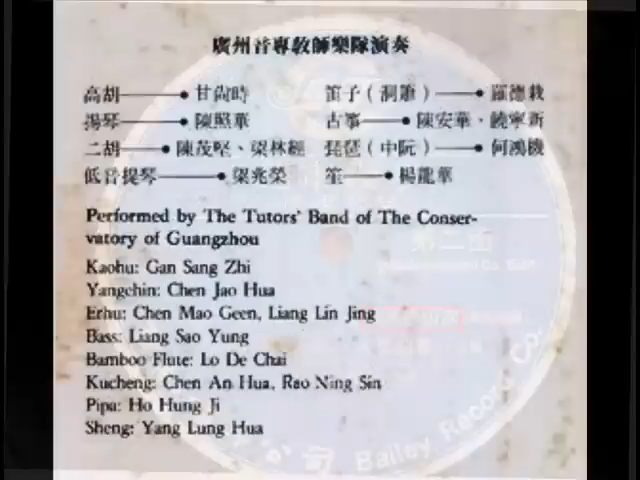 廣州音專教師樂隊演奏
高胡——• 甘尚時 笛子（洞簫）——• 羅德栽
揚琴——• 陳照華 古箏——• 陳安華、饒寧新
二胡——• 陳茂堅、梁林經 琵琶（中阮）——• 何鴻機
低音提琴——• 梁兆榮 笙——• 楊龍華
Performed by The Tutors' Band of The Conser-
vatory of Guangzhou
Kaohu: Gan Sang Zhi
Yangchin: Chen Jao Hua
Erhu: Chen Mao Geen, Liang Lin Jing
Bass: Liang Sao Yung
Bamboo Flute: Lo De Chai
Kucheng: Chen An Hua, Rao Ning Sin
Pipa: Ho Hung Ji
Sheng: Yang Lung Hua
公司 Bailey Record Co.